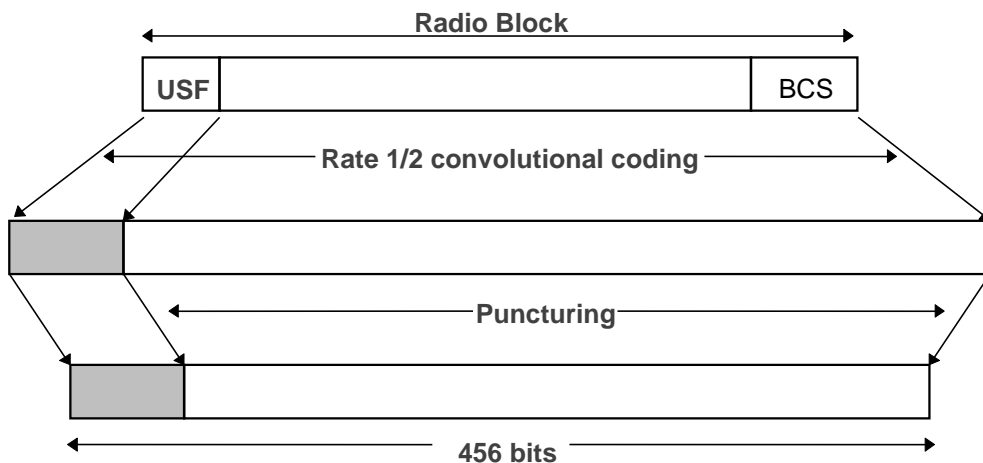 Radio Block
USF
BCS
Rate 1/2 convolutional coding
Puncturing
456 bits